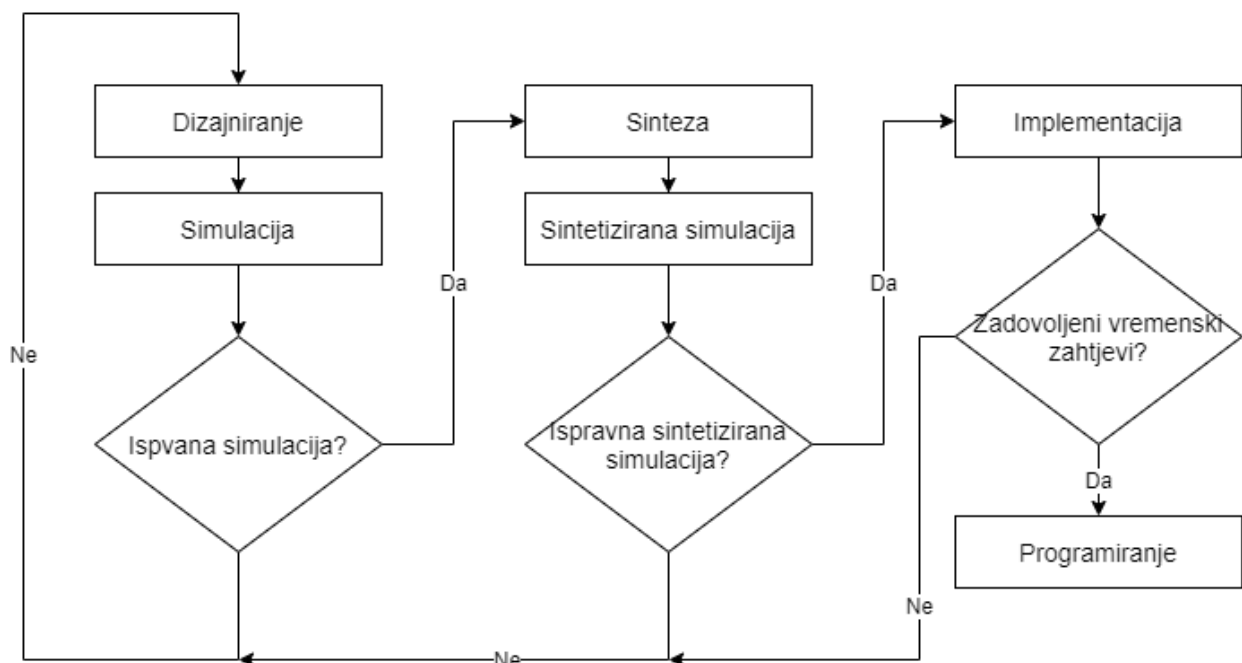 Dizajniranje
Simulacija
Ispvana simulacija?
Ne
Da
Sinteza
Sintetizirana simulacija
Ispravna sintetizirana
simulacija?
Ne
Da
Implementacija
Zadovoljeni vremenski
zahtjevi?
Ne
Da
Programiranje